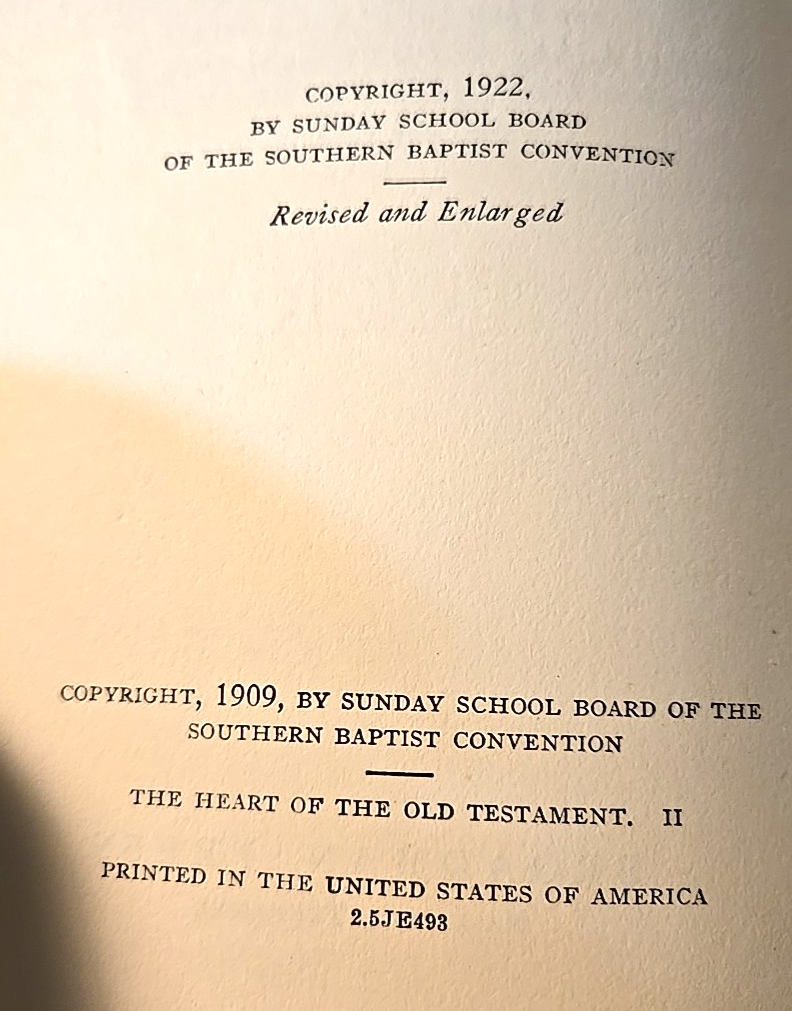 COPYRIGHT, 1922,
BY SUNDAY SCHOOL BOARD
OF THE SOUTHERN BAPTIST CONVENTION
Revised and Enlarged
COPYRIGHT, 1909, BY SUNDAY SCHOOL BOARD OF THE
SOUTHERN BAPTIST CONVENTION
THE HEART OF THE OLD TESTAMENT. II
PRINTED IN THE UNITED STATES OF AMERICA
2.5JE493